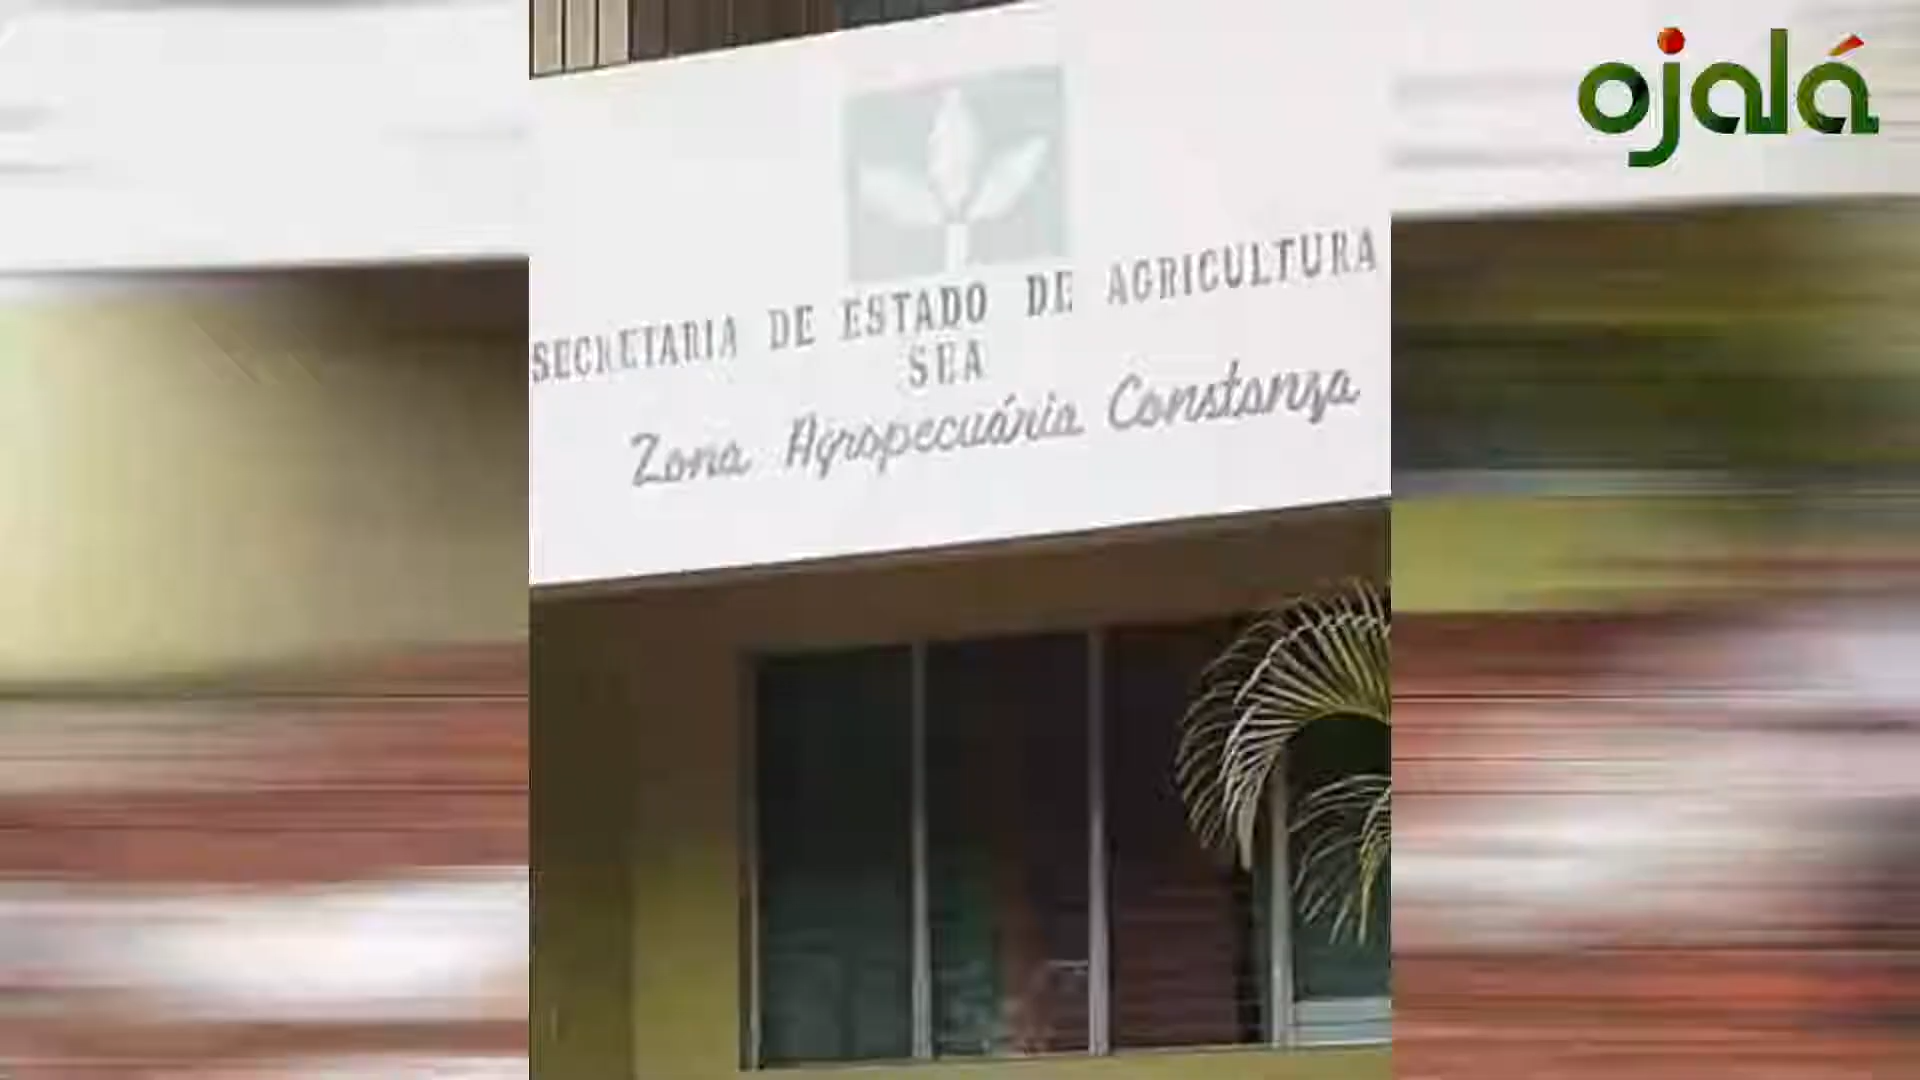 ojalá
SECRETARIA DE ESTADO DE AGRICULTURA
SEA
Zona Agropecuária Constanza